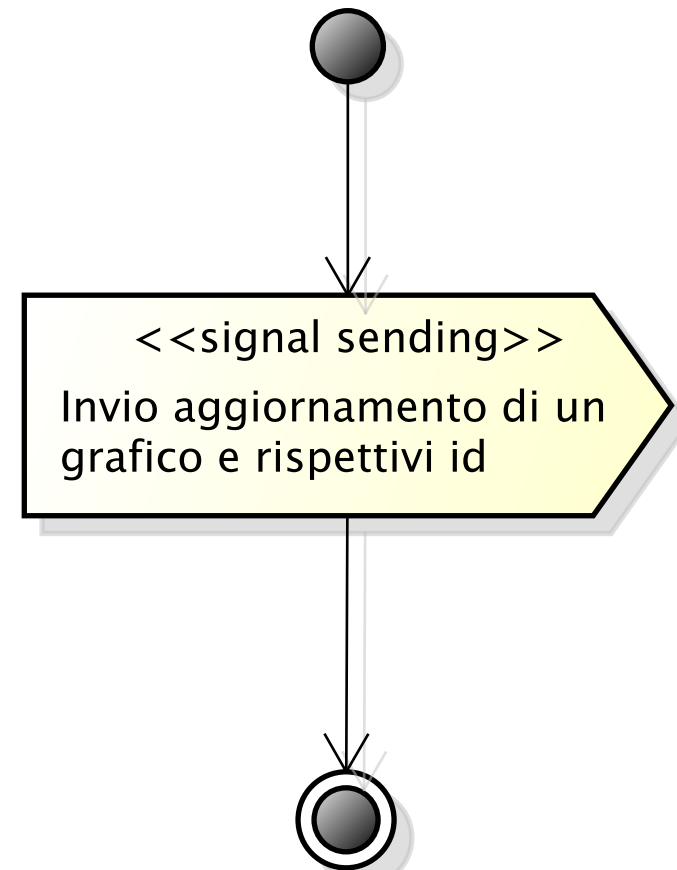 <<signal sending>>
Invio aggiornamento di un
grafico e rispettivi id